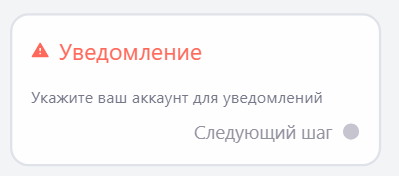 Уведомление
Укажите ваш аккаунт для уведомлений
Следующий шаг